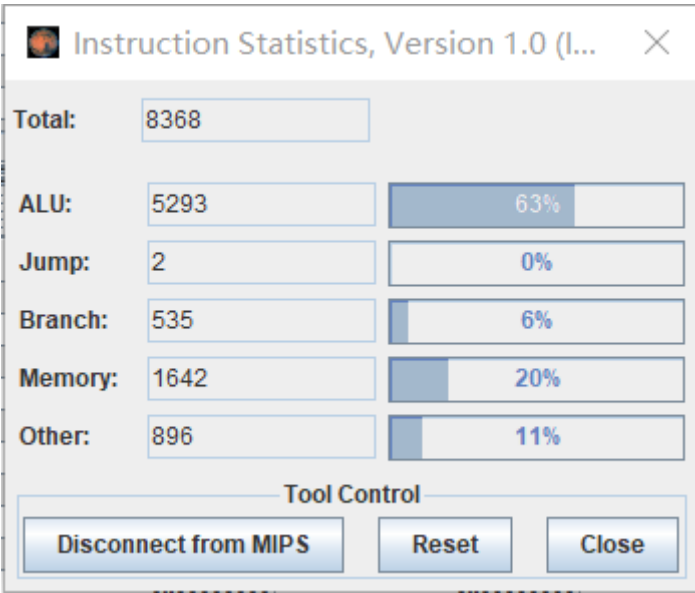 Instruction Statistics, Version 1.0 (I...
Total: 8368
ALU: 5293 63%
Jump: 2 0%
Branch: 535 6%
Memory: 1642 20%
Other: 896 11%
Tool Control
Disconnect from MIPS Reset Close